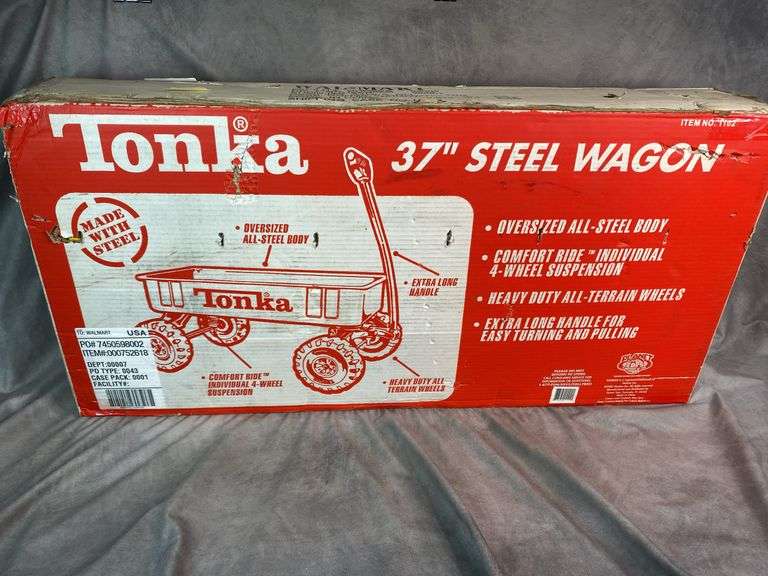 ITEM NO. 1182
Tonka®
37" STEEL WAGON
MADE
WITH
STEEL
• OVERSIZED
ALL-STEEL BODY
• EXTRA LONG
HANDLE
Tonka
• COMFORT RIDE™
INDIVIDUAL 4-WHEEL
SUSPENSION
• HEAVY DUTY ALL-
TERRAIN WHEELS
• OVERSIZED ALL-STEEL BODY
• COMFORT RIDE™ INDIVIDUAL
4-WHEEL SUSPENSION
• HEAVY DUTY ALL-TERRAIN WHEELS
• EXTRA LONG HANDLE FOR
EASY TURNING AND PULLING
TO: WALMART USA
PO# 7450598002
ITEM#:000752618
DEPT:00007
PO TYPE: 0043
CASE PACK: 0001
FACILITY#:
PLANET